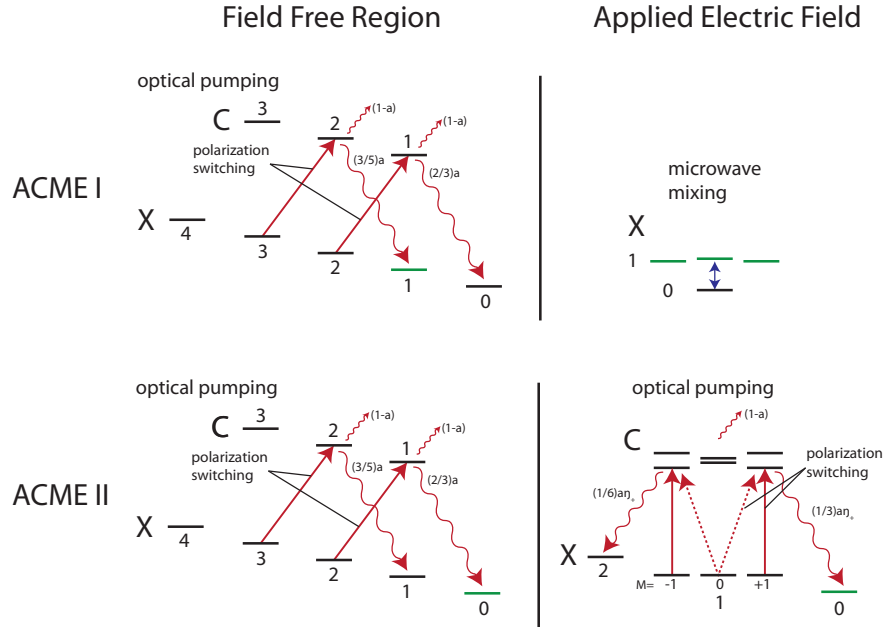 Field Free Region
Applied Electric Field
ACME I
optical pumping
C
3
2
1
(1-a)
(1-a)
polarization
switching
(3/5)a
(2/3)a
X
4
3
2
1
0
microwave
mixing
X
1
0
ACME II
optical pumping
C
3
2
1
(1-a)
(1-a)
polarization
switching
(3/5)a
(2/3)a
X
4
3
2
1
0
optical pumping
(1-a)
C
polarization
switching
(1/6)aη₊
(1/3)aη₊
X
2
M= -1 0 +1
1
0